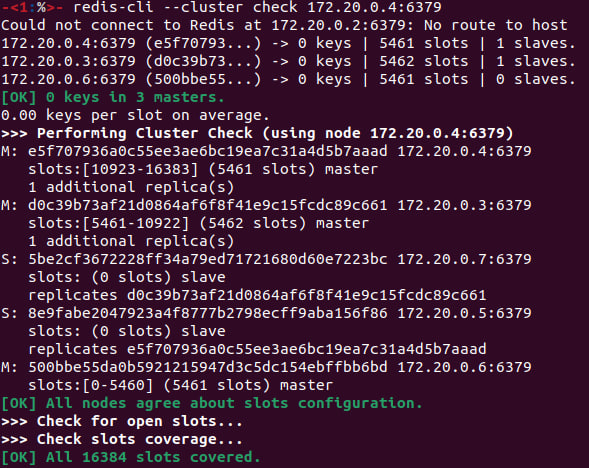 -<1:%>- redis-cli --cluster check 172.20.0.4:6379
Could not connect to Redis at 172.20.0.2:6379: No route to host
172.20.0.4:6379 (e5f70793...) -> 0 keys | 5461 slots | 1 slaves.
172.20.0.3:6379 (d0c39b73...) -> 0 keys | 5462 slots | 1 slaves.
172.20.0.6:6379 (500bbe55...) -> 0 keys | 5461 slots | 0 slaves.
[OK] 0 keys in 3 masters.
0.00 keys per slot on average.
>>> Performing Cluster Check (using node 172.20.0.4:6379)
M: e5f707936a0c55ee3ae6bc19ea7c31a4d5b7aaad 172.20.0.4:6379
   slots:[10923-16383] (5461 slots) master
   1 additional replica(s)
M: d0c39b73af21d0864af6f8f41e9c15fcdc89c661 172.20.0.3:6379
   slots:[5461-10922] (5462 slots) master
   1 additional replica(s)
S: 5be2cf3672228ff34a79ed71721680d60e7223bc 172.20.0.7:6379
   slots: (0 slots) slave
   replicates d0c39b73af21d0864af6f8f41e9c15fcdc89c661
S: 8e9fabe2047923a4f8777b2798ecff9aba156f86 172.20.0.5:6379
   slots: (0 slots) slave
   replicates e5f707936a0c55ee3ae6bc19ea7c31a4d5b7aaad
M: 500bbe55da0b5921215947d3c5dc154ebffbb6bd 172.20.0.6:6379
   slots:[0-5460] (5461 slots) master
[OK] All nodes agree about slots configuration.
>>> Check for open slots...
>>> Check slots coverage...
[OK] All 16384 slots covered.